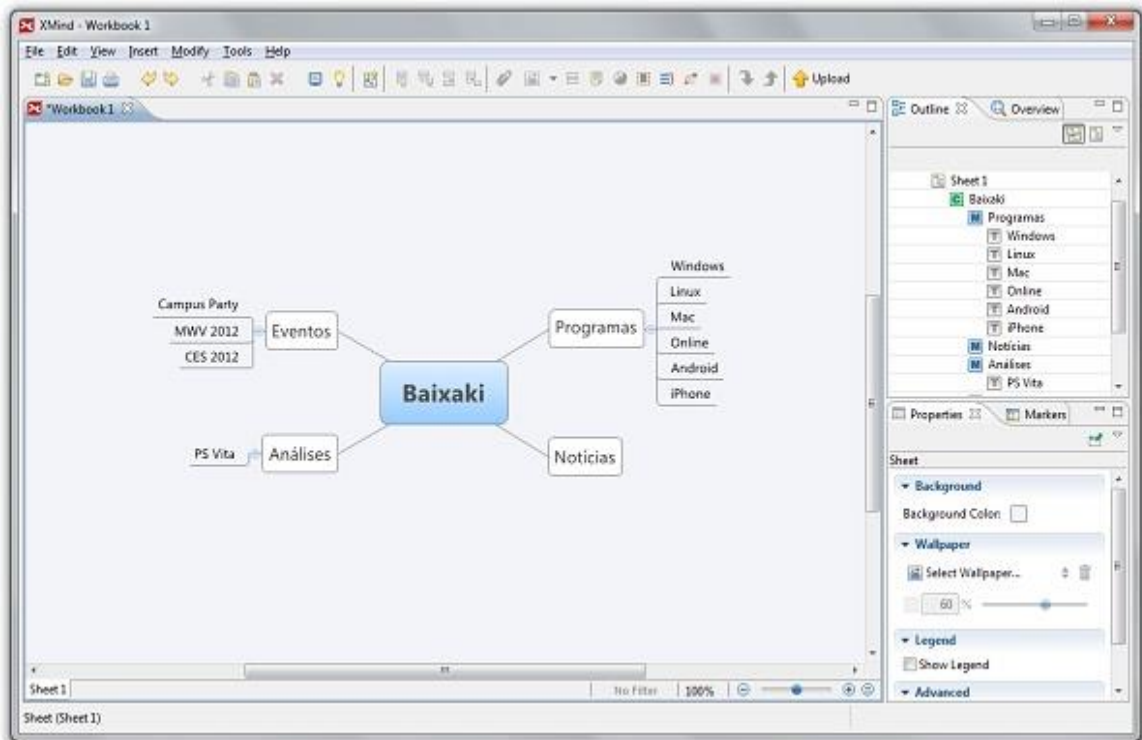 XMind - Workbook 1
File Edit View Insert Modify Tools Help
Upload
*Workbook 1
Campus Party
MWV 2012
CES 2012
Eventos
PS Vita
Análises
Baixaki
Programas
Windows
Linux
Mac
Online
Android
iPhone
Notícias
Sheet 1
No Filter
100%
Sheet (Sheet 1)
Outline
Overview
Sheet 1
C Baixaki
M Programas
T Windows
T Linux
T Mac
T Online
T Android
T iPhone
M Notícias
M Análises
T PS Vita
Properties
Markers
Sheet
Background
Background Color:
Wallpaper
Select Wallpaper...
60 %
Legend
Show Legend
Advanced